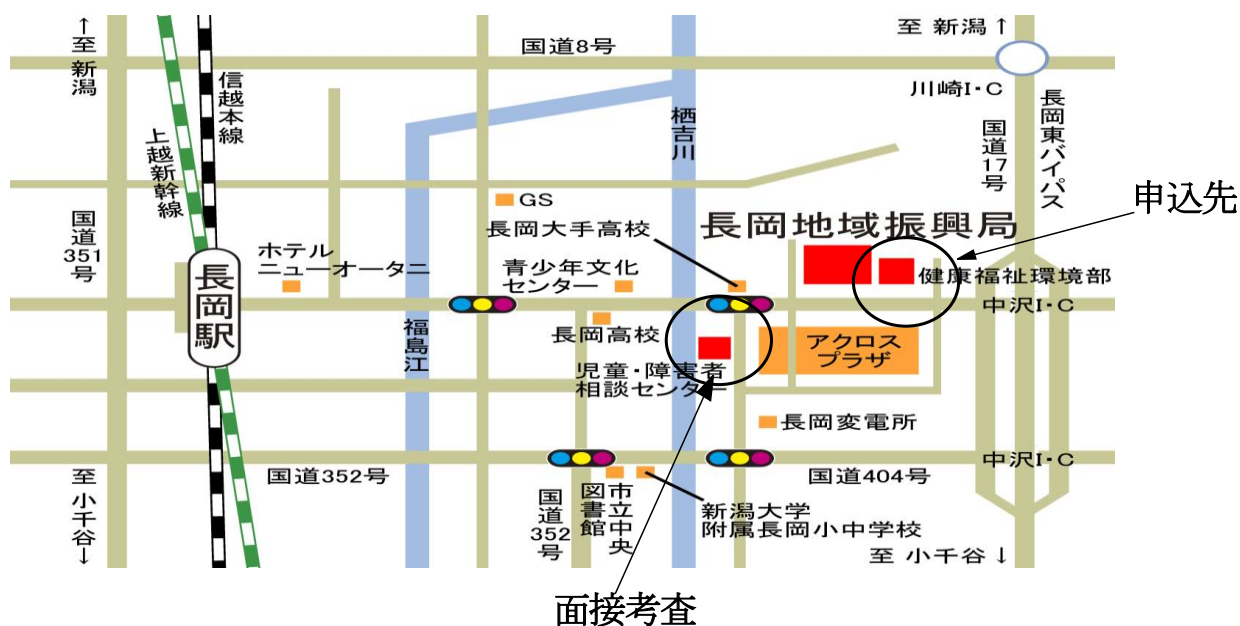 ↑至 新潟
国道8号
至 新潟↑
川崎I・C
信越本線
上越新幹線
栖吉川
国道17号
長岡東バイパス
申込先
GS
長岡大手高校
長岡地域振興局
国道
351
号
ホテル
ニューオータニ
青少年文化
センター
健康福祉環境部
長岡駅
中沢I・C
福島江
長岡高校
アクロス
プラザ
児童・障害者
相談センター
長岡変電所
至 小千谷↓
国道352号
国道404号
中沢I・C
国道
352
号
市立中央
図書館
新潟大学
附属長岡小中学校
至 小千谷↓
面接考査